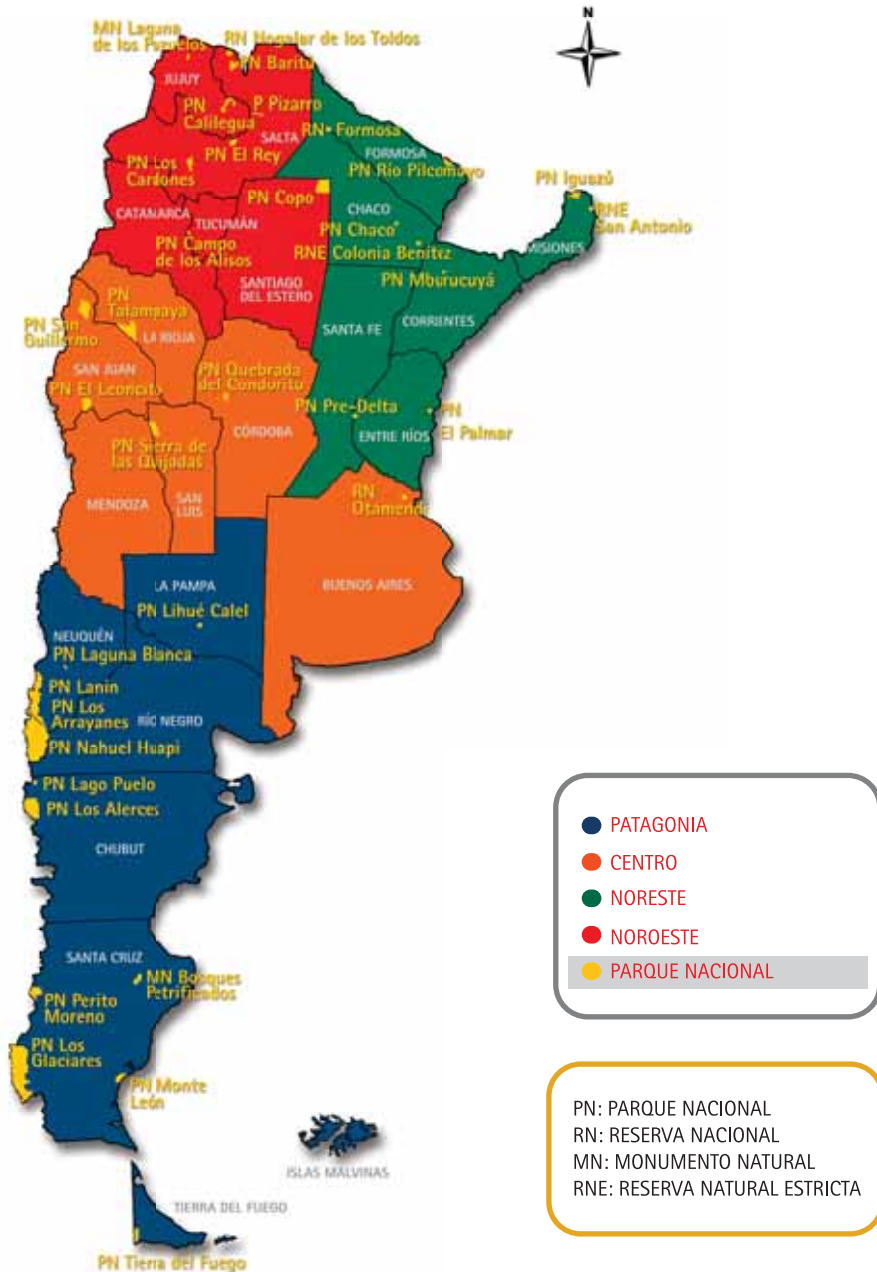 N
MN Laguna
de los Pozuelos
RN Nogalar de los Toldos
PN Baritú
JUJUY
PN
Calilegua
P Pizarro
SALTA
RN Formosa
FORMOSA
PN El Rey
PN Río Pilcomayo
PN Los
Cardones
PN Copo
PN Iguazú
RNE
San Antonio
CATANARCA
TUCUMÁN
CHACO
PN Chaco
MISIONES
PN Campo
de los Alisos
RNE Colonia Benítez
SANTIAGO
DEL ESTERO
PN Mburucuyá
PN
Talampaya
CORRIENTES
SANTA FE
PN San
Guillermo
LA RIOJA
SAN JUAN
PN Quebrada
del Condorito
PN El Leoncito
PN Pre-Delta
PN
El Palmar
CÓRDOBA
ENTRE RÍOS
PN Sierra de
las Quijadas
MENDOZA
SAN
LUIS
RN
Otamendi
LA PAMPA
BUENOS AIRES
PN Lihué Calel
NEUQUÉN
PN Laguna Blanca
PN Lanín
PN Los
Arrayanes
RÍO NEGRO
PN Nahuel Huapi
PN Lago Puelo
PN Los Alerces
CHUBUT
SANTA CRUZ
MN Bosques
Petrificados
PN Perito
Moreno
PN Los
Glaciares
PN Monte
León
ISLAS MALVINAS
TIERRA DEL FUEGO
PN Tierra del Fuego
PATAGONIA
CENTRO
NORESTE
NOROESTE
PARQUE NACIONAL
PN: PARQUE NACIONAL
RN: RESERVA NACIONAL
MN: MONUMENTO NATURAL
RNE: RESERVA NATURAL ESTRICTA